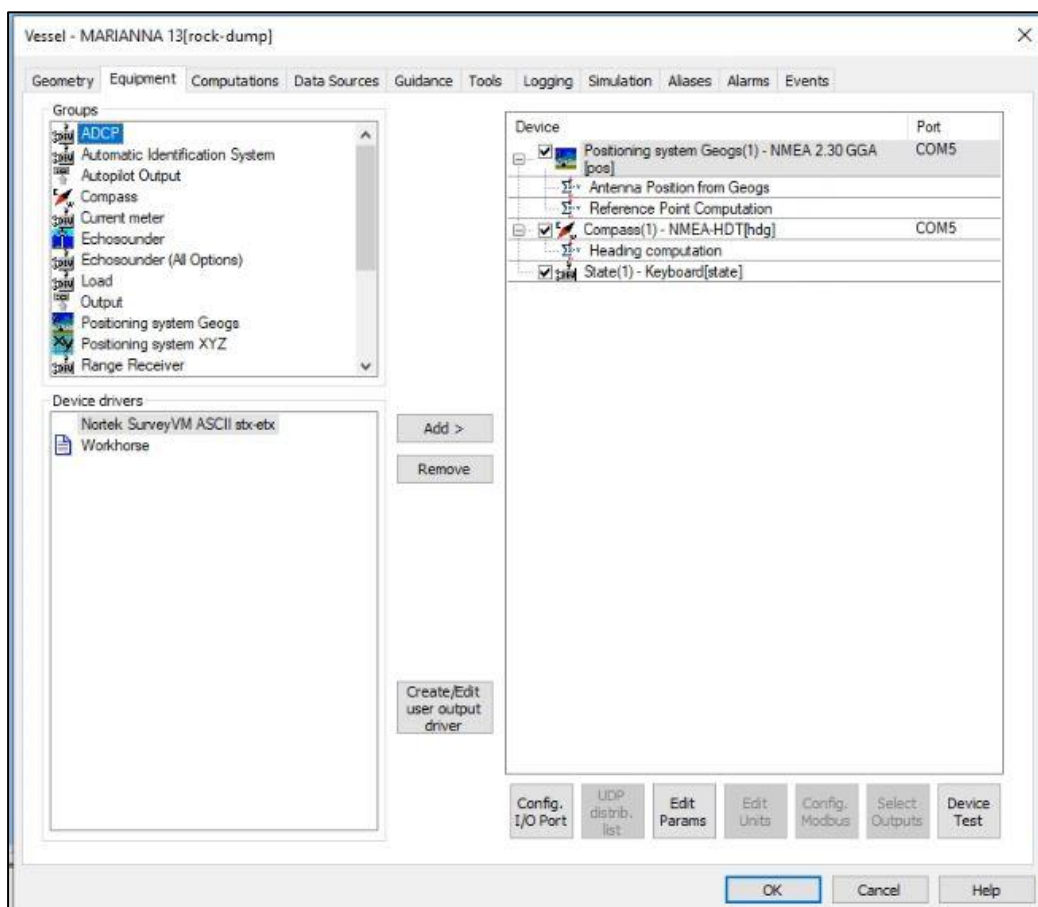 Vessel - MARIANNA 13[rock-dump]
Geometry Equipment Computations Data Sources Guidance Tools Logging Simulation Aliases Alarms Events
Groups
ADCP
Automatic Identification System
Autopilot Output
Compass
Current meter
Echosounder
Echosounder (All Options)
Load
Output
Positioning system Geogs
Positioning system XYZ
Range Receiver
Device drivers
Nortek SurveyVM ASCII stx-etx
Workhorse
Add >
Remove
Create/Edit
user output
driver
Device Port
Positioning system Geogs(1) - NMEA 2.30 GGA COM5
[pos]
Antenna Position from Geogs
Reference Point Computation
Compass(1) - NMEA-HDT[hdg] COM5
Heading computation
State(1) - Keyboard[state]
Config.
I/O Port
UDP
distrib.
list
Edit
Params
Edit
Units
Config.
Modbus
Select
Outputs
Device
Test
OK Cancel Help